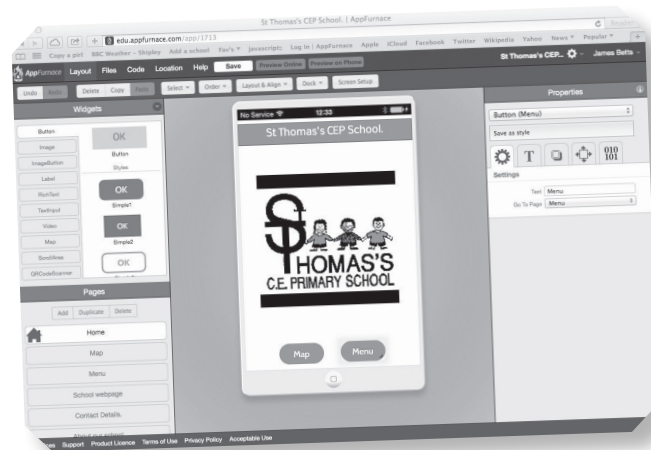 St Thomas's CEP School. | AppFurnace
edu.appfurnace.com/app/1713
Reader
Copy a girl BBC Weather - Shipley Add a school Fav's Javascript: Log in | AppFurnace Apple iCloud Facebook Twitter Wikipedia Yahoo News Popular
AppFurnace Layout Files Code Location Help Save Preview Online Preview on Phone St Thomas's CEP... James Betts
Undo Redo Delete Copy Paste Select Order Layout & Align Dock Screen Setup
Widgets
Button
Image
ImageButton
Label
RichText
TextInput
Video
Map
ScrollArea
QRCodeScanner
OK
Button
Styles
OK
Simple1
OK
Simple2
OK
Pages
Add Duplicate Delete
Home
Map
Menu
School webpage
Contact Details.
About our school
No Service 12:33
St Thomas's CEP School.
ST THOMAS'S
C.E. PRIMARY SCHOOL
Map Menu
Properties
Button (Menu)
Save as style
T 010
101
Settings
Text Menu
Go To Page Menu
Support Product Licence Terms of Use Privacy Policy Acceptable Use